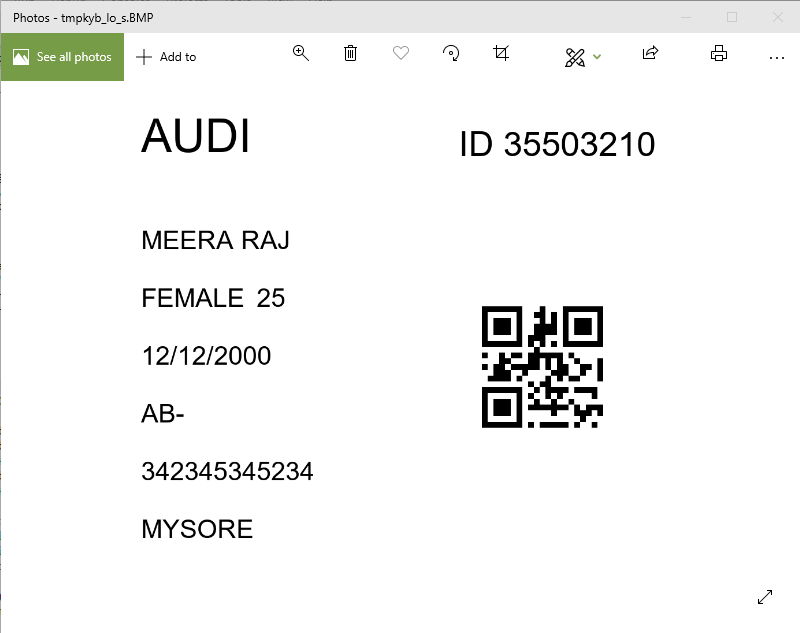 Photos - tmpkyb_lo_s.BMP
See all photos
Add to
AUDI
ID 35503210
MEERA RAJ
FEMALE 25
12/12/2000
AB-
342345345234
MYSORE